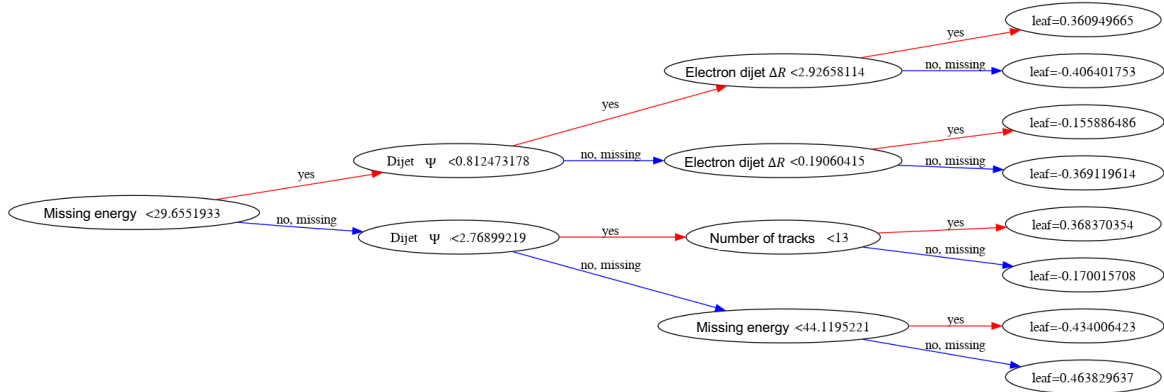 leaf=0.360949665
yes
Electron dijet ΔR <2.92658114
no, missing
leaf=-0.406401753
yes
leaf=-0.155886486
yes
Dijet Ψ <0.812473178
no, missing
Electron dijet ΔR <0.19060415
no, missing
leaf=-0.369119614
yes
Missing energy <29.6551933
no, missing
Dijet Ψ <2.76899219
yes
Number of tracks <13
yes
leaf=0.368370354
no, missing
leaf=-0.170015708
no, missing
Missing energy <44.1195221
yes
leaf=-0.434006423
no, missing
leaf=0.463829637